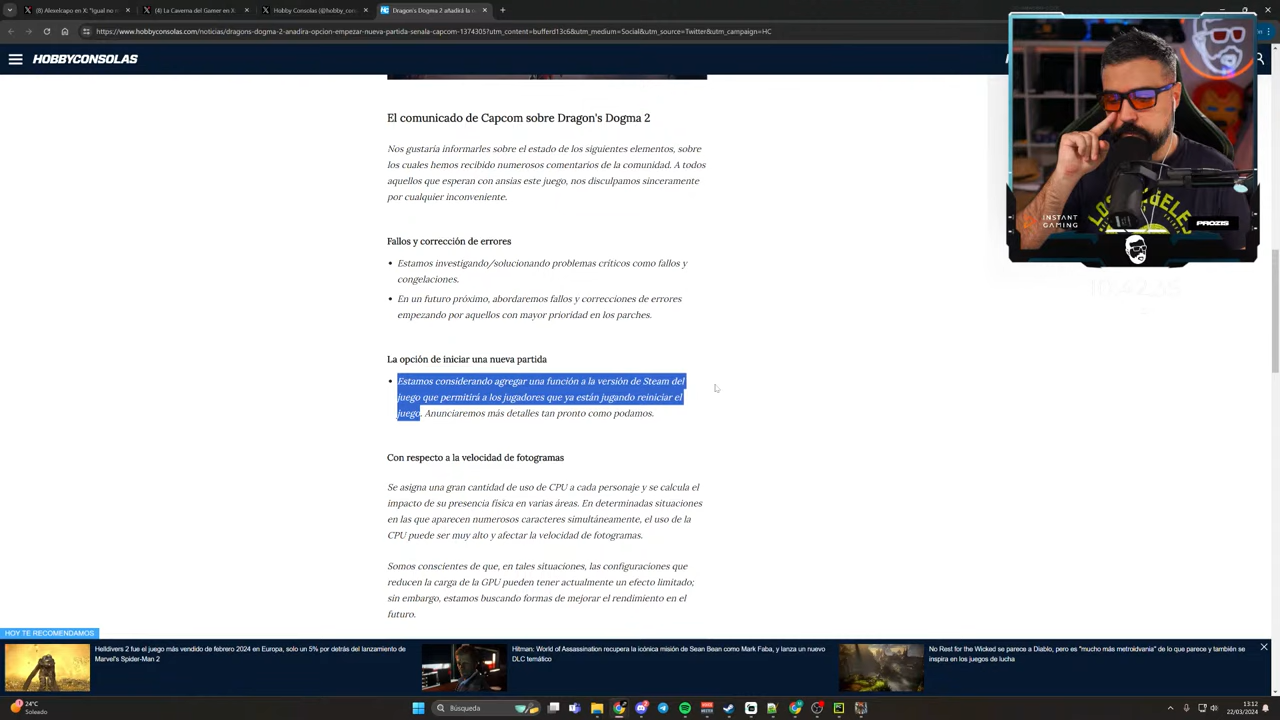 (8) Alexelcapo en X: "Igual no n
(4) La Caverna del Gamer en X:
Hobby Consolas (@hobby_con
Dragon's Dogma 2 añadirá la o
https://www.hobbyconsolas.com/noticias/dragons-dogma-2-anadira-opcion-empezar-nueva-partida-senala-capcom-1374305?utm_content=bufferd13c6&utm_medium=Social&utm_source=Twitter&utm_campaign=HC
HOBBYCONSOLAS
El comunicado de Capcom sobre Dragon's Dogma 2
Nos gustaría informarles sobre el estado de los siguientes elementos, sobre
los cuales hemos recibido numerosos comentarios de la comunidad. A todos
aquellos que esperan con ansias este juego, nos disculpamos sinceramente
por cualquier inconveniente.
Fallos y corrección de errores
Estamos investigando/solucionando problemas críticos como fallos y
congelaciones.
En un futuro próximo, abordaremos fallos y correcciones de errores
empezando por aquellos con mayor prioridad en los parches.
La opción de iniciar una nueva partida
Estamos considerando agregar una función a la versión de Steam del
juego que permitirá a los jugadores que ya están jugando reiniciar el
juego. Anunciaremos más detalles tan pronto como podamos.
Con respecto a la velocidad de fotogramas
Se asigna una gran cantidad de uso de CPU a cada personaje y se calcula el
impacto de su presencia física en varias áreas. En determinadas situaciones
en las que aparecen numerosos caracteres simultáneamente, el uso de la
CPU puede ser muy alto y afectar la velocidad de fotogramas.
Somos conscientes de que, en tales situaciones, las configuraciones que
reducen la carga de la GPU pueden tener actualmente un efecto limitado;
sin embargo, estamos buscando formas de mejorar el rendimiento en el
futuro.
INSTANT
GAMING
LOS ANGELES
PROZIS
HOY TE RECOMENDAMOS
Helldivers 2 fue el juego más vendido de febrero 2024 en Europa, solo un 5% por detrás del lanzamiento de
Marvel's Spider-Man 2
Hitman: World of Assassination recupera la icónica misión de Sean Bean como Mark Faba, y lanza un nuevo
DLC temático
No Rest for the Wicked se parece a Diablo, pero es "mucho más metroidvania" de lo que parece y también se
inspira en los juegos de lucha
24°C
Soleado
Búsqueda
13:12
22/03/2024